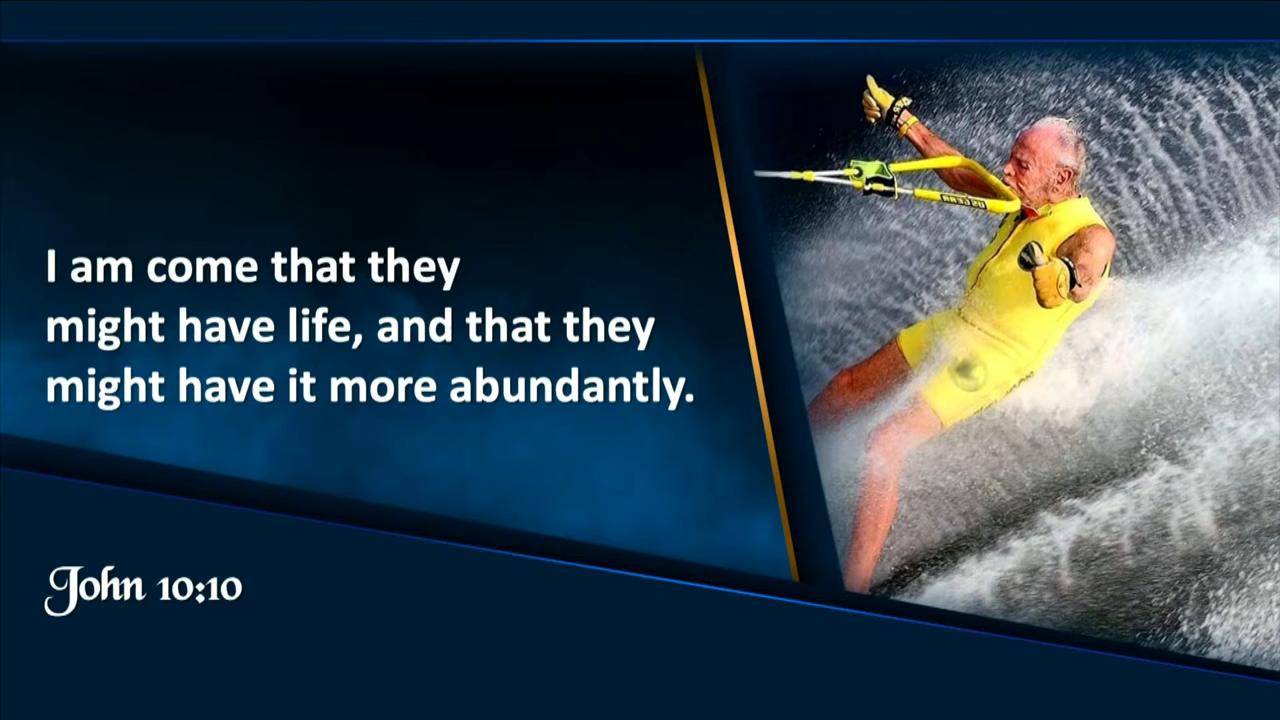 I am come that they
might have life, and that they
might have it more abundantly.
John 10:10